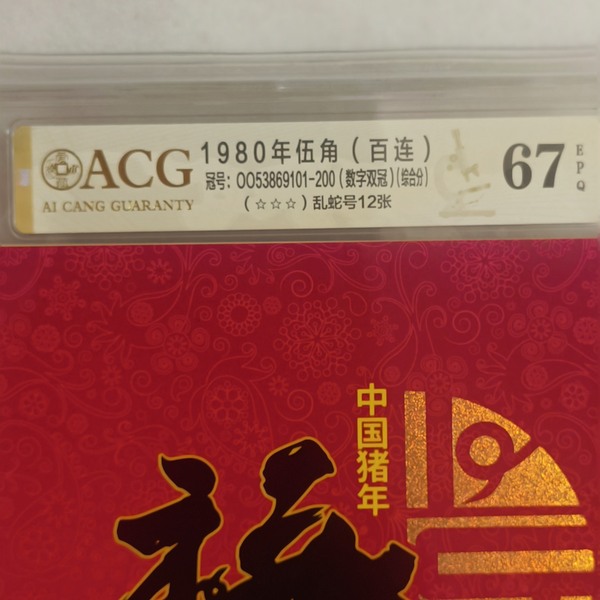 ACG
AI CANG GUARANTY
1980年伍角（百连）
冠号：OO53869101-200（数字双冠）（综合分）
（☆☆☆）乱蛇号12张
67
EPQ
中国猪年